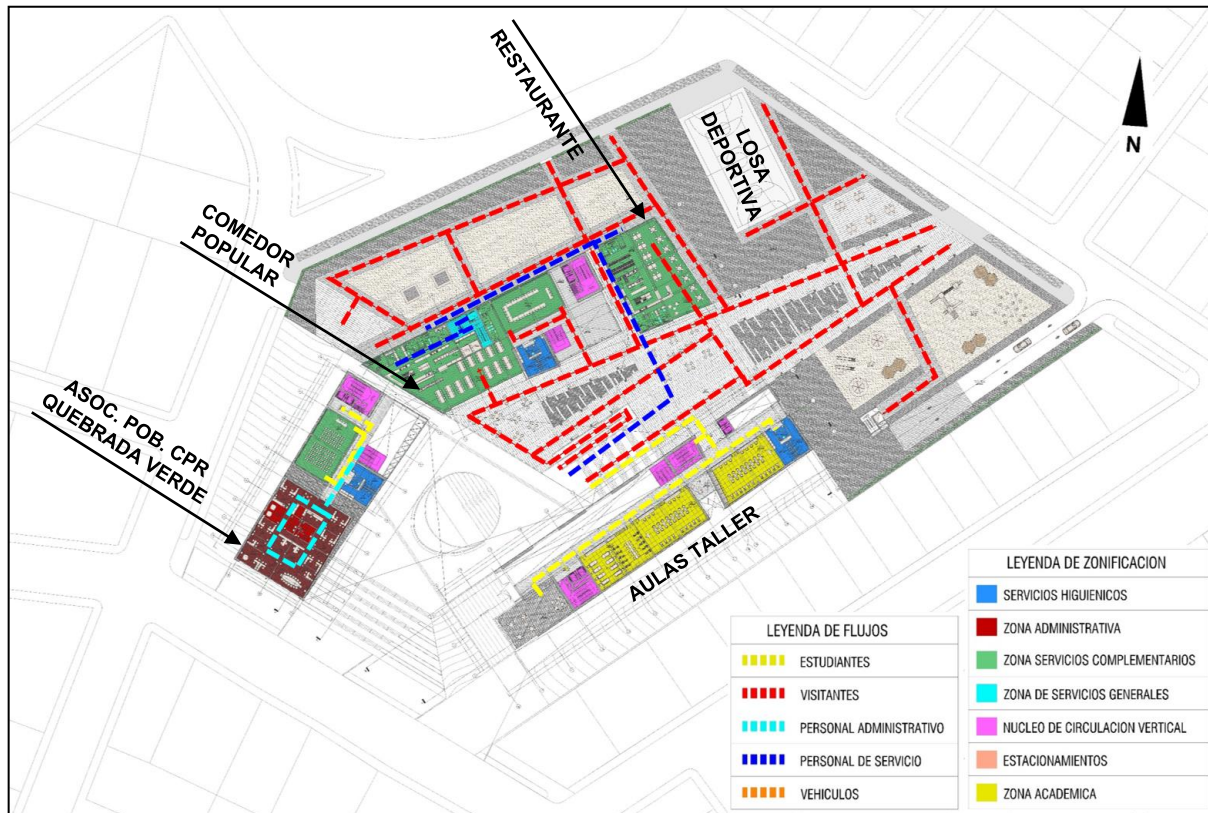 RESTAURANTE
LOSA
DEPORTIVA
N
COMEDOR
POPULAR
ASOC. POB. CPR
QUEBRADA VERDE
AULAS TALLER
LEYENDA DE FLUJOS
ESTUDIANTES
VISITANTES
PERSONAL ADMINISTRATIVO
PERSONAL DE SERVICIO
VEHICULOS
LEYENDA DE ZONIFICACION
SERVICIOS HIGUIENICOS
ZONA ADMINISTRATIVA
ZONA SERVICIOS COMPLEMENTARIOS
ZONA DE SERVICIOS GENERALES
NUCLEO DE CIRCULACION VERTICAL
ESTACIONAMIENTOS
ZONA ACADEMICA